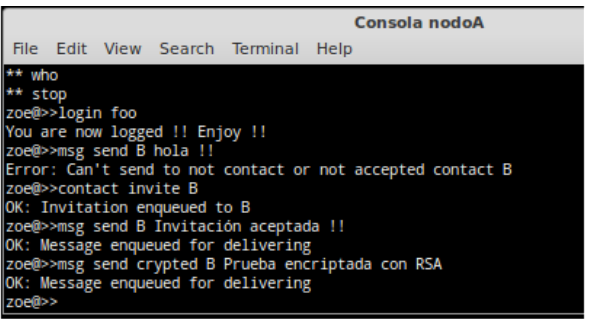 Consola nodoA
File Edit View Search Terminal Help
** who
** stop
zoe@>>login foo
You are now logged !! Enjoy !!
zoe@>>msg send B hola !!
Error: Can't send to not contact or not accepted contact B
zoe@>>contact invite B
OK: Invitation enqueued to B
zoe@>>msg send B Invitación aceptada !!
OK: Message enqueued for delivering
zoe@>>msg send crypted B Prueba encriptada con RSA
OK: Message enqueued for delivering
zoe@>>